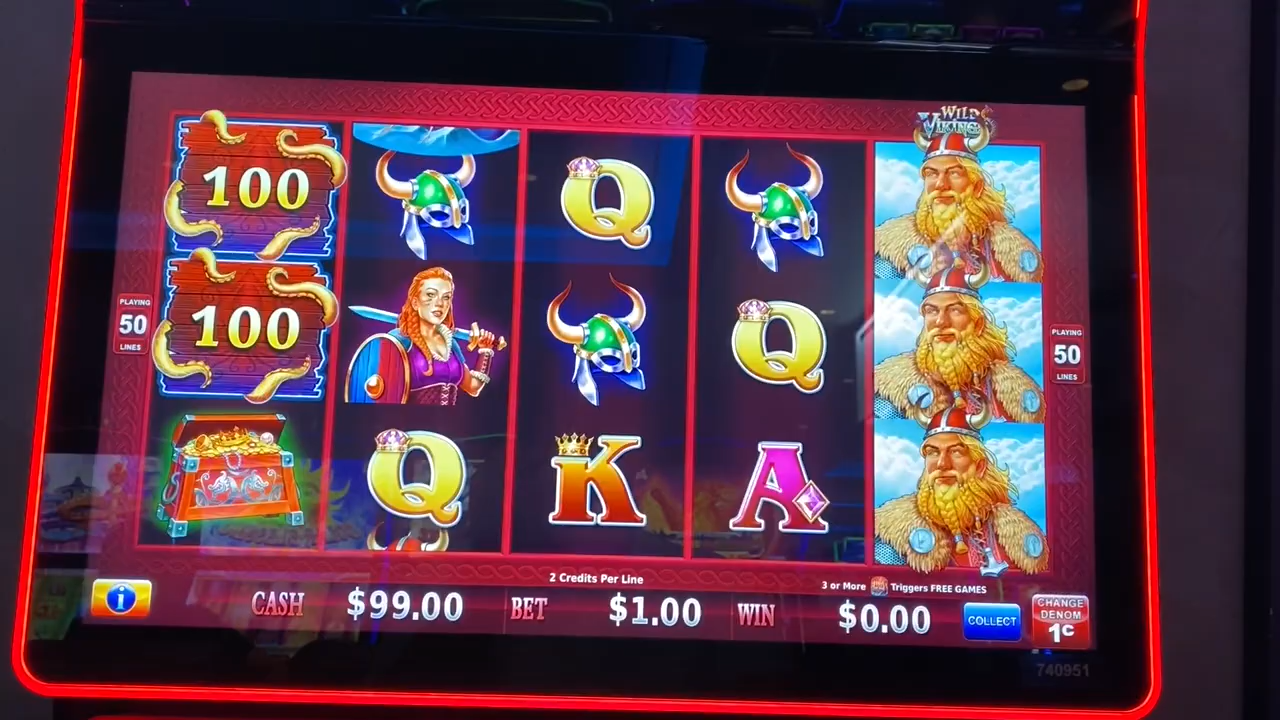 WILD
VIKING
100
Q
100
Q
PLAYING
50
LINES
PLAYING
50
LINES
Q
K
A
2 Credits Per Line
3 or More
Triggers FREE GAMES
CASH $99.00 BET $1.00 WIN $0.00
COLLECT
CHANGE
DENOM
1¢
740951